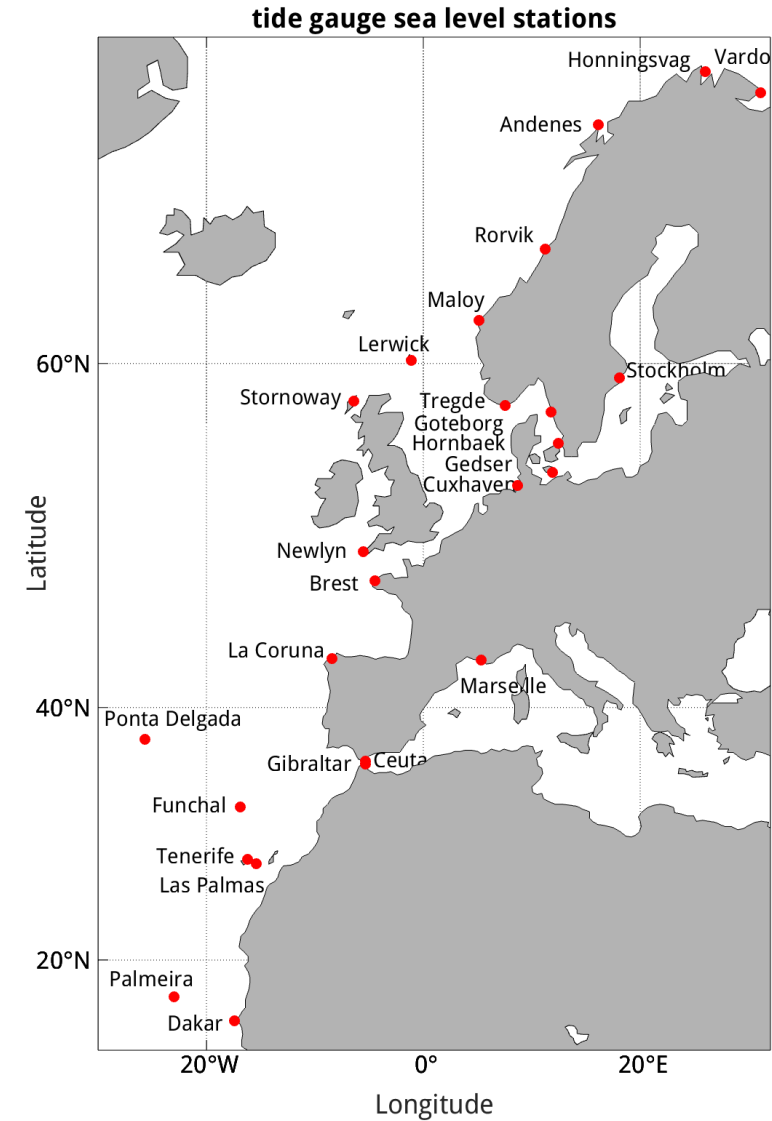 tide gauge sea level stations
Honningsvag
Vardo
Andenes
Rorvik
Maloy
Lerwick
60°N
Stockholm
Stornoway
Tregde
Goteborg
Hornbaek
Gedser
Cuxhaven
Latitude
Newlyn
Brest
La Coruna
Marseille
40°N
Ponta Delgada
Gibraltar
Ceuta
Funchal
Tenerife
Las Palmas
20°N
Palmeira
Dakar
20°W
0°
20°E
Longitude